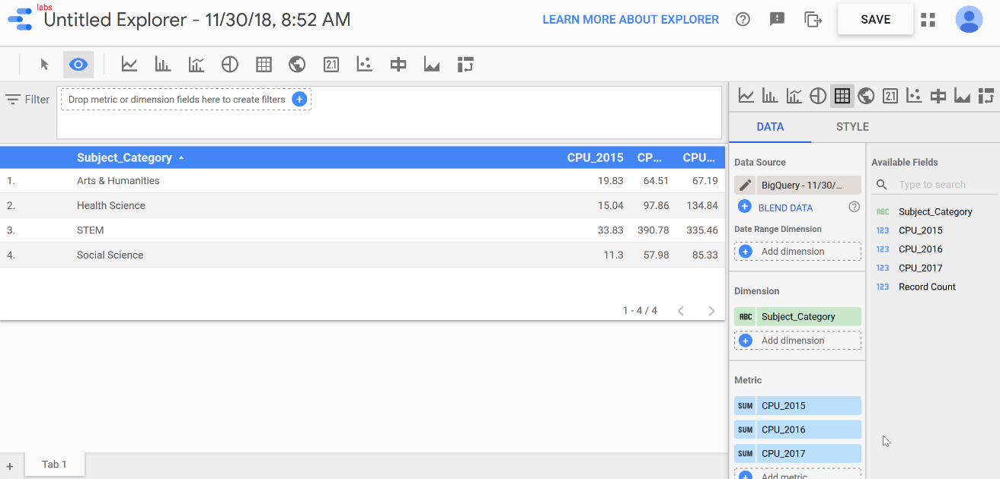 labs
Untitled Explorer - 11/30/18, 8:52 AM
LEARN MORE ABOUT EXPLORER
SAVE
Filter
Drop metric or dimension fields here to create filters
Subject_Category CPU_2015 CP... CPU...
1. Arts & Humanities 19.83 64.51 67.19
2. Health Science 15.04 97.86 134.84
3. STEM 33.83 390.78 335.46
4. Social Science 11.3 57.98 85.33
1 - 4 / 4
Tab 1
2.1
2.1
DATA STYLE
Data Source
BigQuery - 11/30/...
BLEND DATA
Date Range Dimension
Add dimension
Dimension
ABC Subject_Category
Add dimension
Metric
SUM CPU_2015
SUM CPU_2016
SUM CPU_2017
Add metric
Available Fields
Type to search
ABC Subject_Category
123 CPU_2015
123 CPU_2016
123 CPU_2017
123 Record Count